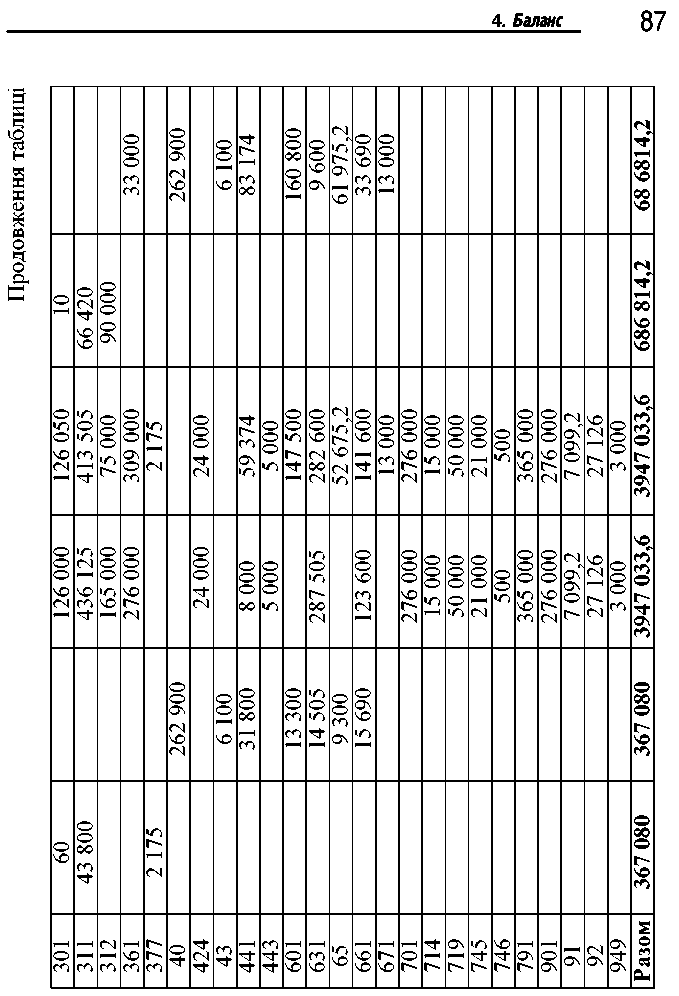 4. Баланс 87
Продовження таблиці
301 60 126 000 126 050 10
311 43 800 436 125 413 505 66 420
312 165 000 75 000 90 000
361 276 000 309 000 33 000
377 2 175 2 175
40 262 900 262 900
424 24 000 24 000
43 6 100 6 100
441 31 800 8 000 59 374 83 174
443 5 000 5 000
601 13 300 147 500 160 800
631 14 505 287 505 282 600 9 600
65 9 300 52 675,2 61 975,2
661 15 690 123 600 141 600 33 690
671 13 000 13 000
701 276 000 276 000
714 15 000 15 000
719 50 000 50 000
745 21 000 21 000
746 500 500
791 365 000 365 000
901 276 000 276 000
91 7 099,2 7 099,2
92 27 126 27 126
949 3 000 3 000
Разом 367 080 367 080 3947 033,6 3947 033,6 686 814,2 68 6814,2